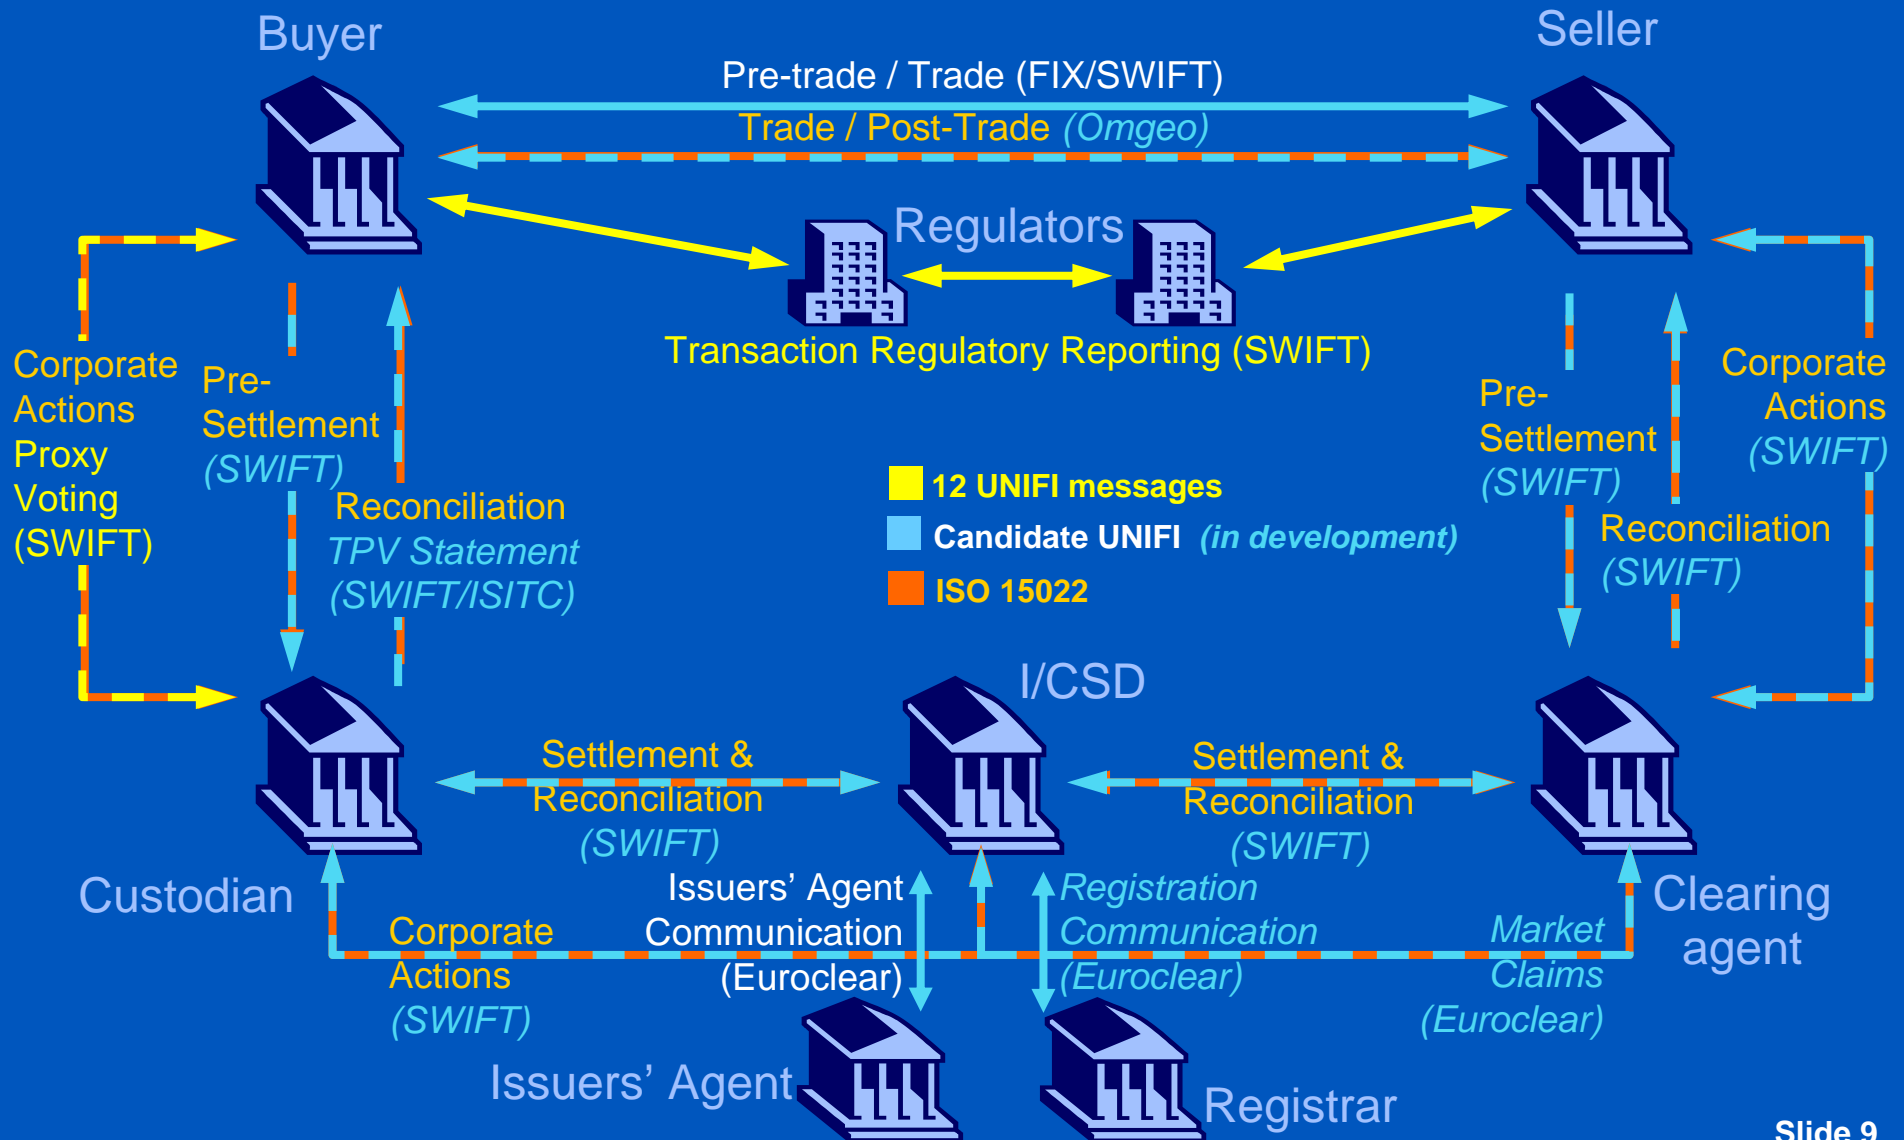 Buyer
Seller
Pre-trade / Trade (FIX/SWIFT)
Trade / Post-Trade (Omgeo)
Regulators
Transaction Regulatory Reporting (SWIFT)
Corporate
Actions
Proxy
Voting
(SWIFT)
Pre-
Settlement
(SWIFT)
Reconciliation
TPV Statement
(SWIFT/ISITC)
12 UNIFI messages
Candidate UNIFI (in development)
ISO 15022
Pre-
Settlement
(SWIFT)
Reconciliation
(SWIFT)
Corporate
Actions
(SWIFT)
I/CSD
Settlement &
Reconciliation
(SWIFT)
Settlement &
Reconciliation
(SWIFT)
Custodian
Clearing
agent
Corporate
Actions
(SWIFT)
Issuers’ Agent
Communication
(Euroclear)
Registration
Communication
(Euroclear)
Market
Claims
(Euroclear)
Issuers’ Agent
Registrar
Slide 9